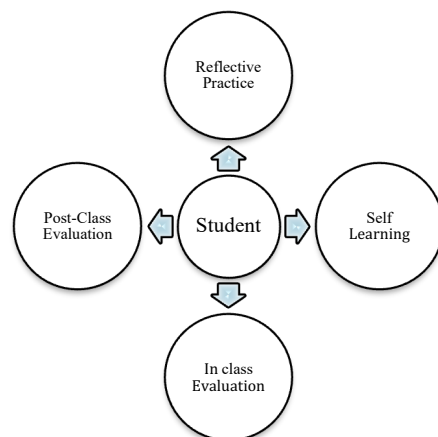 Reflective
Practice
Post-Class
Evaluation
Student
Self
Learning
In class
Evaluation